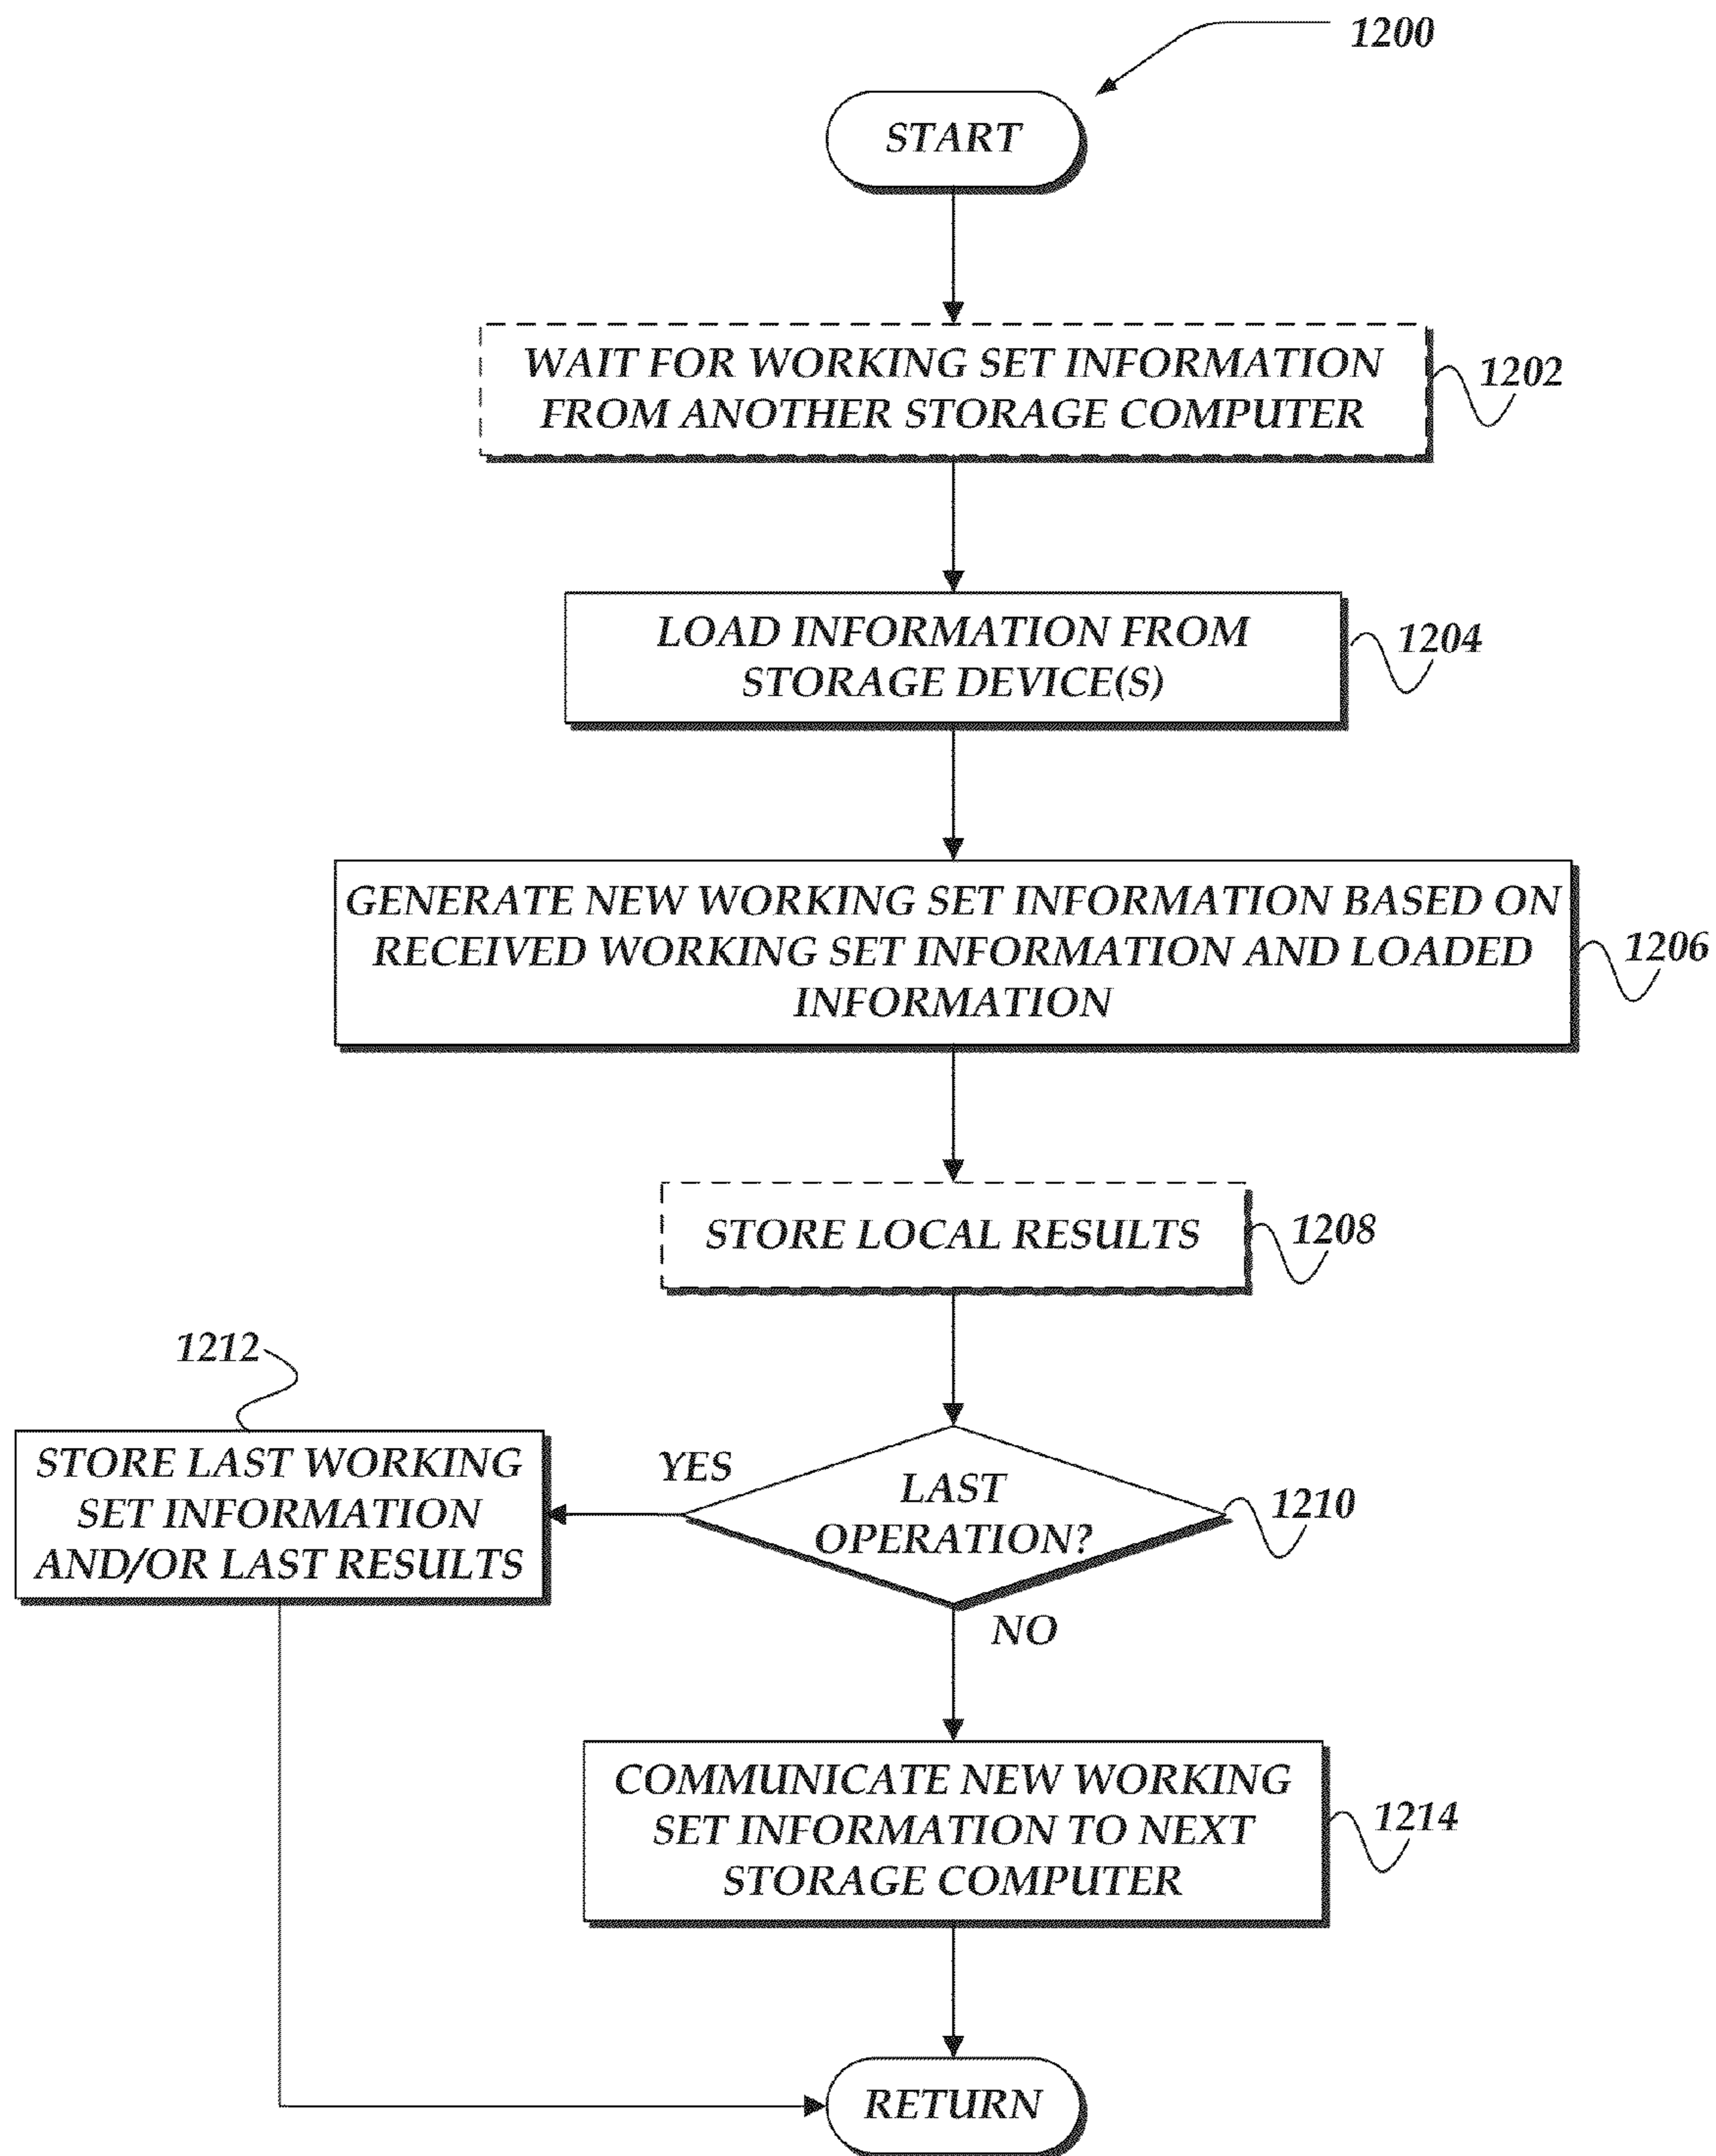 1200
START
WAIT FOR WORKING SET INFORMATION
FROM ANOTHER STORAGE COMPUTER
1202
LOAD INFORMATION FROM
STORAGE DEVICE(S)
1204
GENERATE NEW WORKING SET INFORMATION BASED ON
RECEIVED WORKING SET INFORMATION AND LOADED
INFORMATION
1206
STORE LOCAL RESULTS
1208
1212
STORE LAST WORKING
SET INFORMATION
AND/OR LAST RESULTS
YES
LAST
OPERATION?
1210
NO
COMMUNICATE NEW WORKING
SET INFORMATION TO NEXT
STORAGE COMPUTER
1214
RETURN